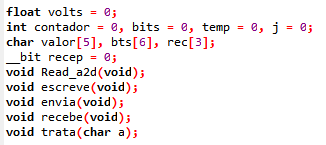 float volts = 0;
int contador = 0, bits = 0, temp = 0, j = 0;
char valor[5], bts[6], rec[3];
__bit recep = 0;
void Read_a2d(void);
void escreve(void);
void envia(void);
void recebe(void);
void trata(char a);